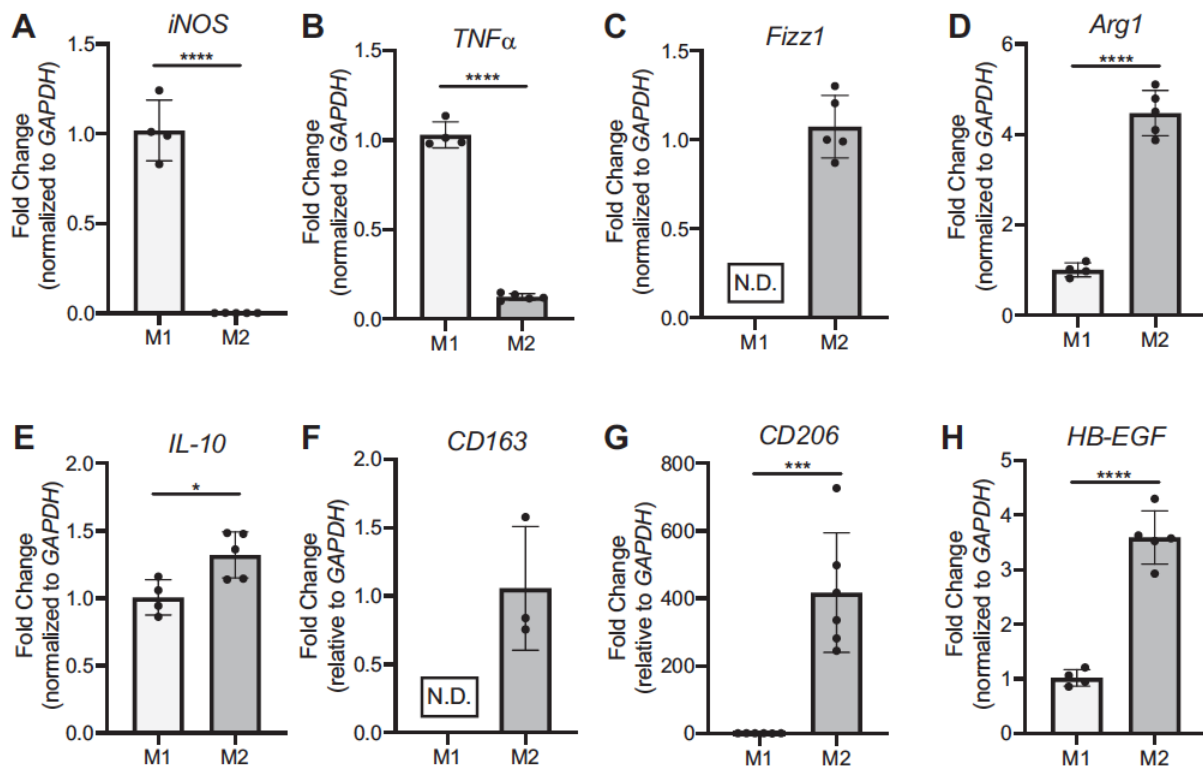 A
iNOS
Fold Change
(normalized to GAPDH)
1.5
1.0
0.5
0.0
****
M1 M2
B
TNFα
Fold Change
(normalized to GAPDH)
1.5
1.0
0.5
0.0
****
M1 M2
C
Fizz1
Fold Change
(normalized to GAPDH)
1.5
1.0
0.5
0.0
N.D.
M1 M2
D
Arg1
Fold Change
(normalized to GAPDH)
6
4
2
0
****
M1 M2
E
IL-10
Fold Change
(normalized to GAPDH)
2.0
1.5
1.0
0.5
0.0
*
M1 M2
F
CD163
Fold Change
(relative to GAPDH)
2.0
1.5
1.0
0.5
0.0
N.D.
M1 M2
G
CD206
Fold Change
(relative to GAPDH)
800
600
400
200
0
***
M1 M2
H
HB-EGF
Fold Change
(normalized to GAPDH)
5
4
3
2
1
0
****
M1 M2